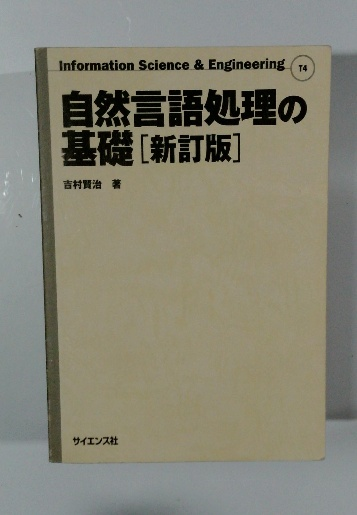 Information Science & Engineering T4
自然言語処理の
基礎[新訂版]
吉村賢治 著
サイエンス社